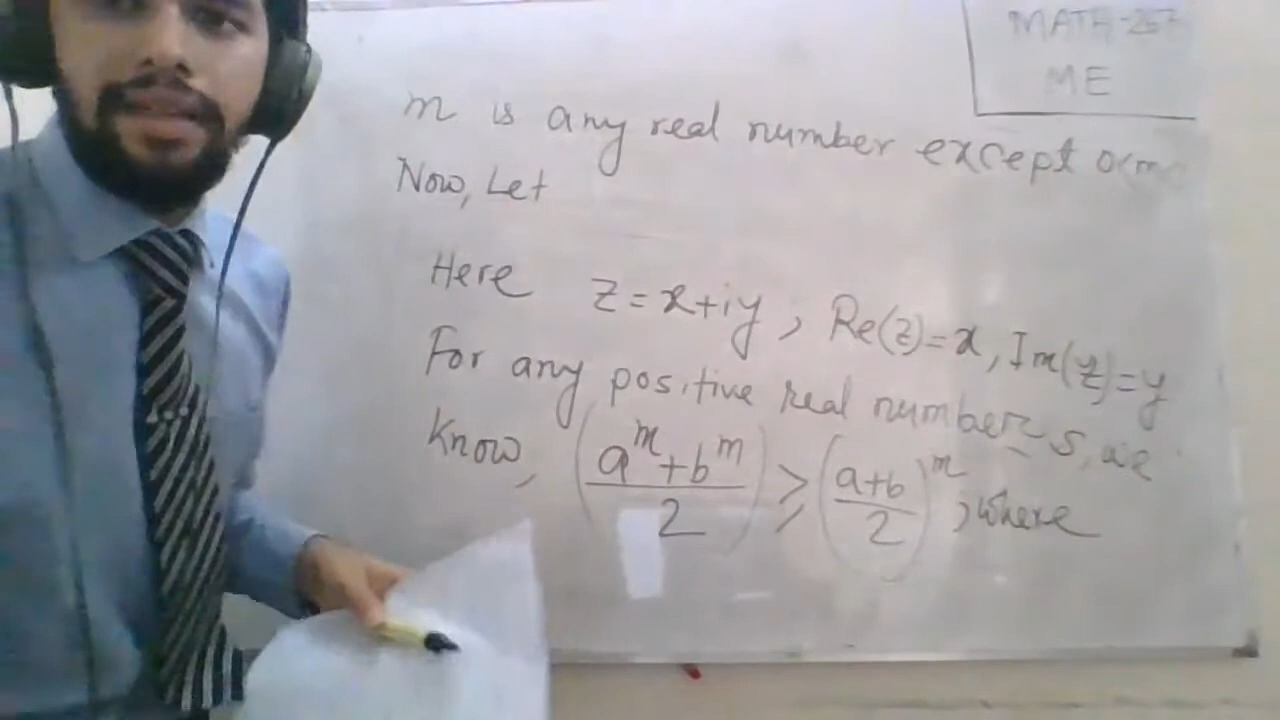 MATH-257
ME
m is any real number except
Now, Let
Here z=x+iy, Re(z)=x, Im(z)=y
For any positive real numbers, we
Know, (a^m+b^m/2) ≥ (a+b/2)^m, where